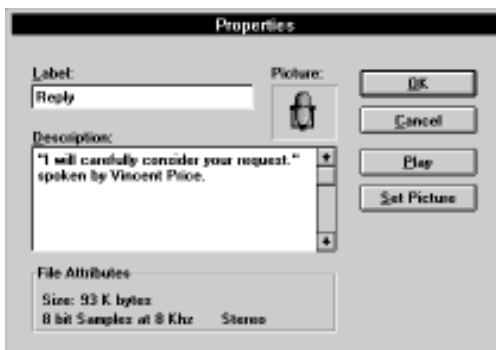 Properties
Label:
Picture:
Reply
OK
Cancel
Description:
"I will carefully consider your request."
spoken by Vincent Price.
Play
Set Picture
File Attributes
Size: 93 K bytes
8 bit Samples at 8 Khz Stereo